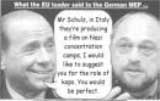 What the EU leader said to the German MEP ...
Mr Schulz, in Italy
they're producing
a film on Nazi
concentration
camps. I would
like to suggest
you for the role of
kapo. You would
be perfect.